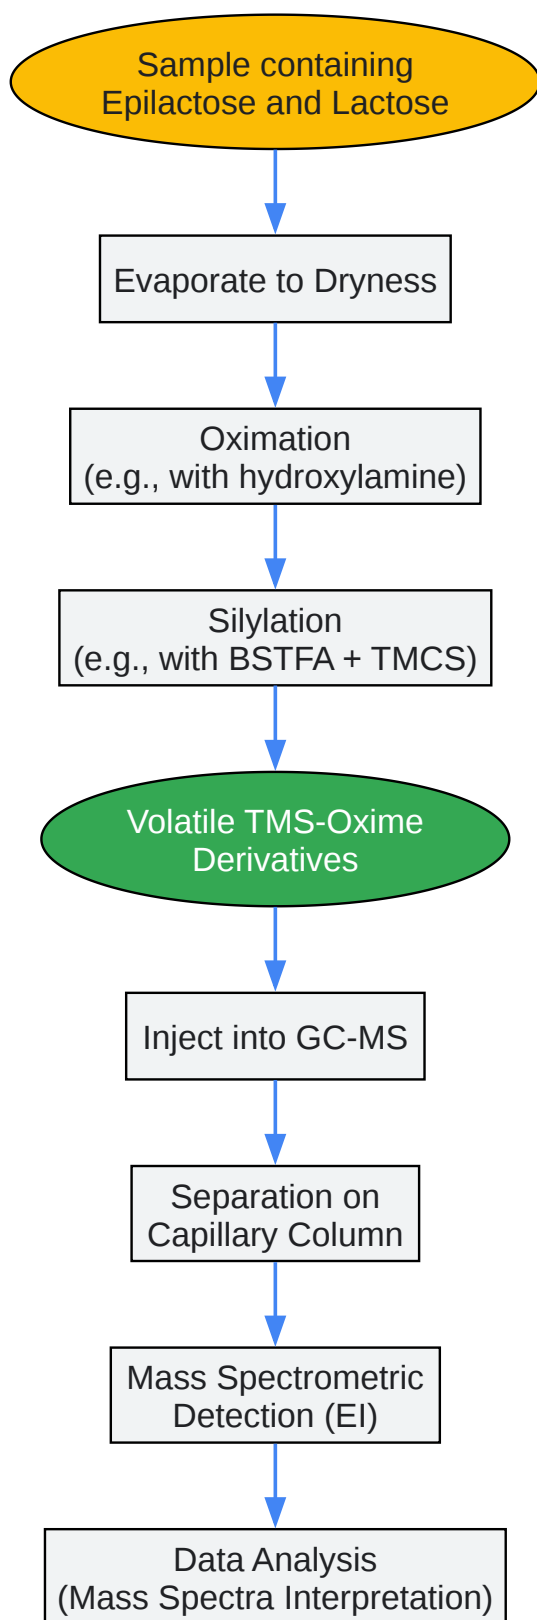 Sample containing
Epilactose and Lactose
Evaporate to Dryness
Oximation
(e.g., with hydroxylamine)
Silylation
(e.g., with BSTFA + TMCS)
Volatile TMS-Oxime
Derivatives
Inject into GC-MS
Separation on
Capillary Column
Mass Spectrometric
Detection (EI)
Data Analysis
(Mass Spectra Interpretation)